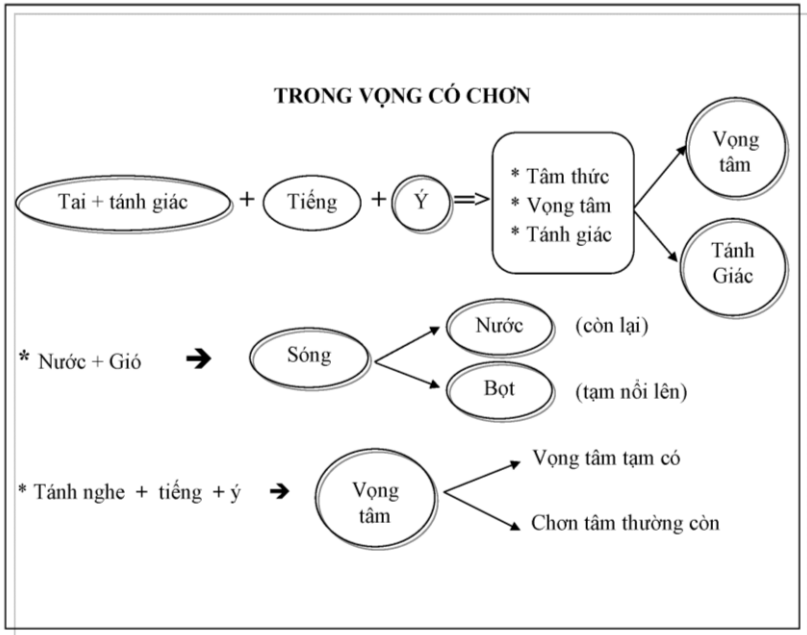 TRONG VỌNG CÓ CHƠN
Tai + tánh giác + Tiếng + Ý =>
* Tâm thức
* Vọng tâm
* Tánh giác
Vọng
tâm
Tánh
Giác
* Nước + Gió ➔ Sóng
Nước (còn lại)
Bọt (tạm nổi lên)
* Tánh nghe + tiếng + ý ➔
Vọng
tâm
Vọng tâm tạm có
Chơn tâm thường còn